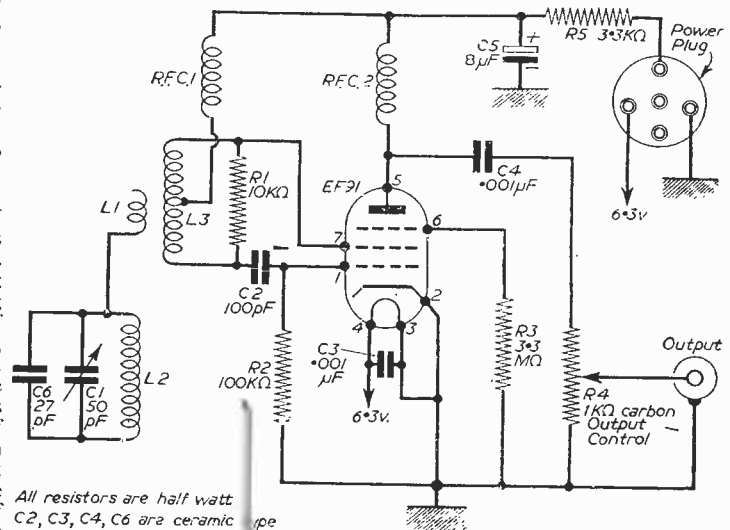 R5 3·3KΩ
Power
Plug
C5
8μF
+
−
R.F.C.1
R.F.C.2
6·3v
R1
10KΩ
EF91
5
C4
·001μF
L1
L3
7
6
1
C2
100pF
2
4
3
R3
3·3
MΩ
C3
·001
μF
R2
100KΩ
6·3v.
Output
R4
1KΩ carbon
Output
Control
C6
27
pF
C1
50
pF
L2
All resistors are half watt
C2, C3, C4, C6 are ceramic